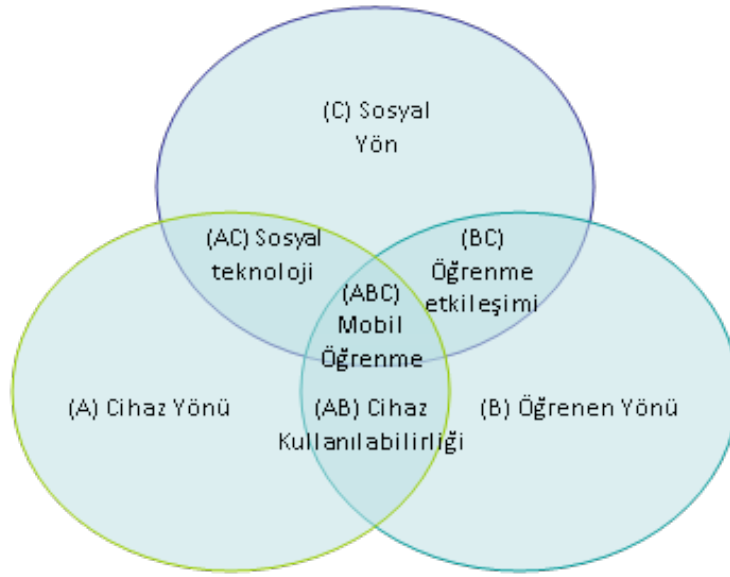 (C) Sosyal
Yön
(AC) Sosyal
teknoloji
(BC)
Öğrenme
etkileşimi
(ABC)
Mobil
Öğrenme
(A) Cihaz Yönü
(AB) Cihaz
Kullanılabilirliği
(B) Öğrenen Yönü